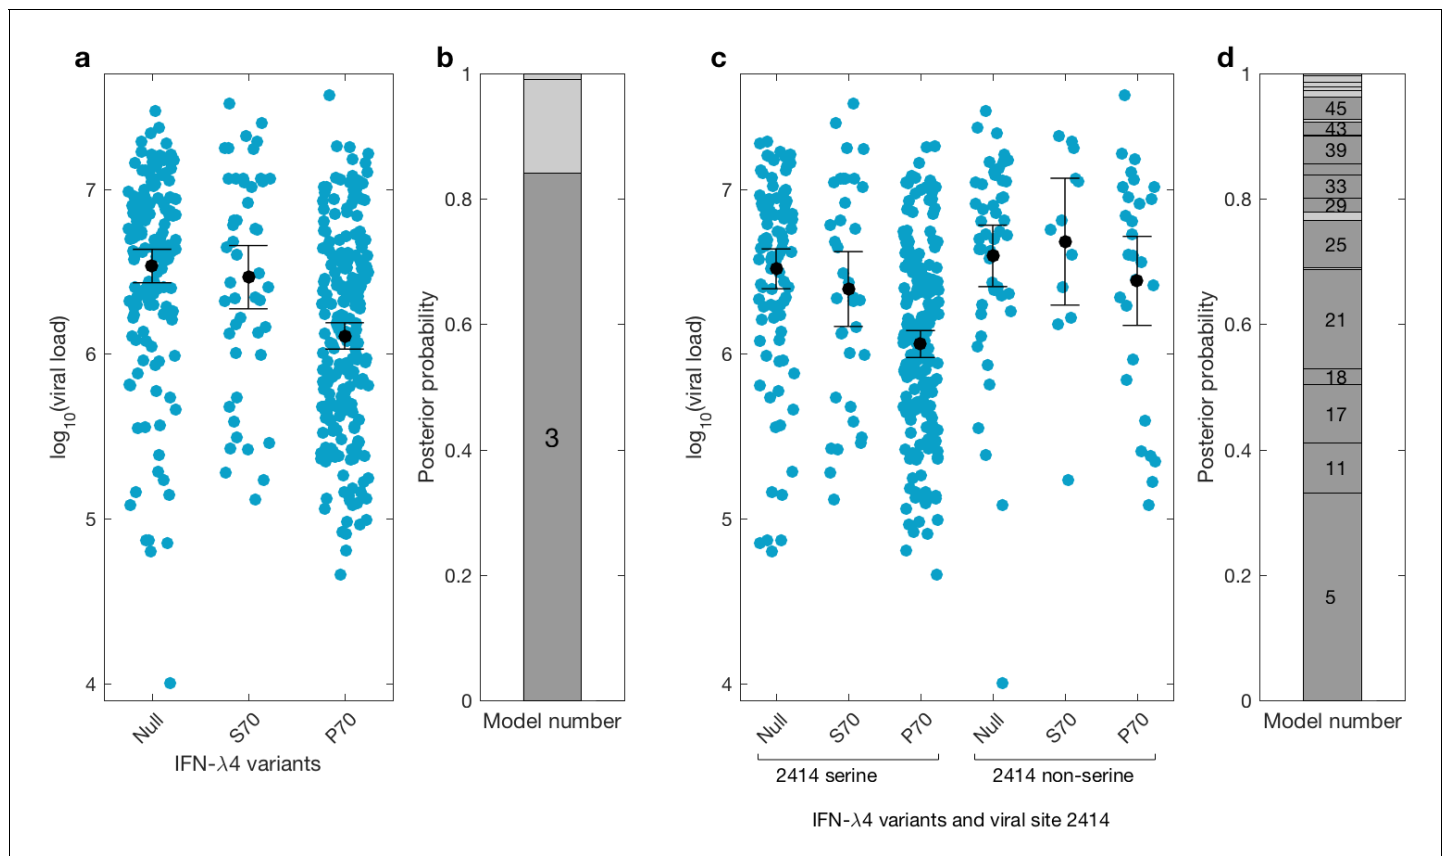 a
b
c
d
7
6
5
4
log10(viral load)
Null
S70
P70
IFN-λ4 variants
1
0.8
0.6
0.4
0.2
0
Posterior probability
3
Model number
7
6
5
4
log10(viral load)
Null
S70
P70
Null
S70
P70
2414 serine
2414 non-serine
IFN-λ4 variants and viral site 2414
1
0.8
0.6
0.4
0.2
0
Posterior probability
45
43
39
33
29
25
21
18
17
11
5
Model number